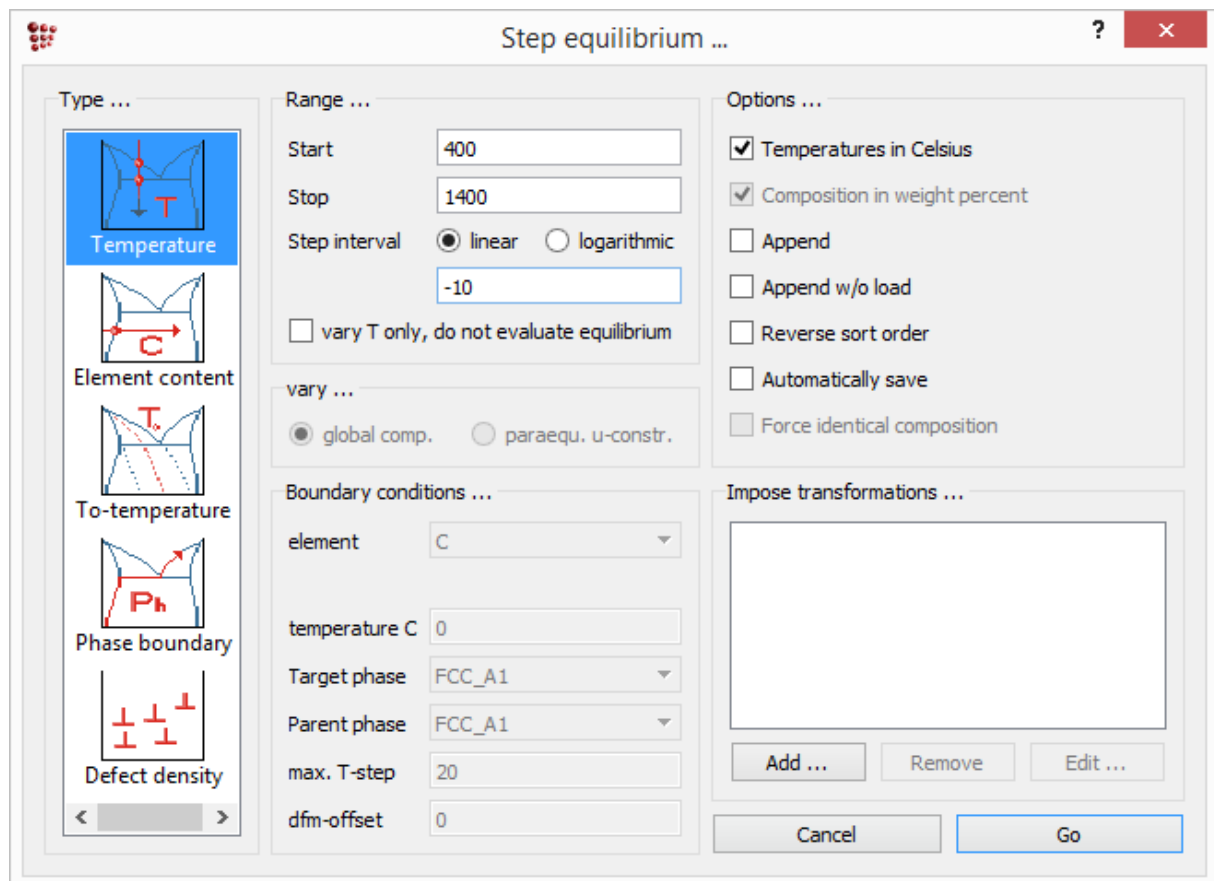 Step equilibrium ...
?
×
Type ...
T
Temperature
C
Element content
To
To-temperature
Ph
Phase boundary
Defect density
Range ...
Start 400
Stop 1400
Step interval linear logarithmic
-10
vary T only, do not evaluate equilibrium
vary ...
global comp. paraequ. u-constr.
Boundary conditions ...
element C
temperature C 0
Target phase FCC_A1
Parent phase FCC_A1
max. T-step 20
dfm-offset 0
Options ...
Temperatures in Celsius
Composition in weight percent
Append
Append w/o load
Reverse sort order
Automatically save
Force identical composition
Impose transformations ...
Add ... Remove Edit ...
Cancel Go